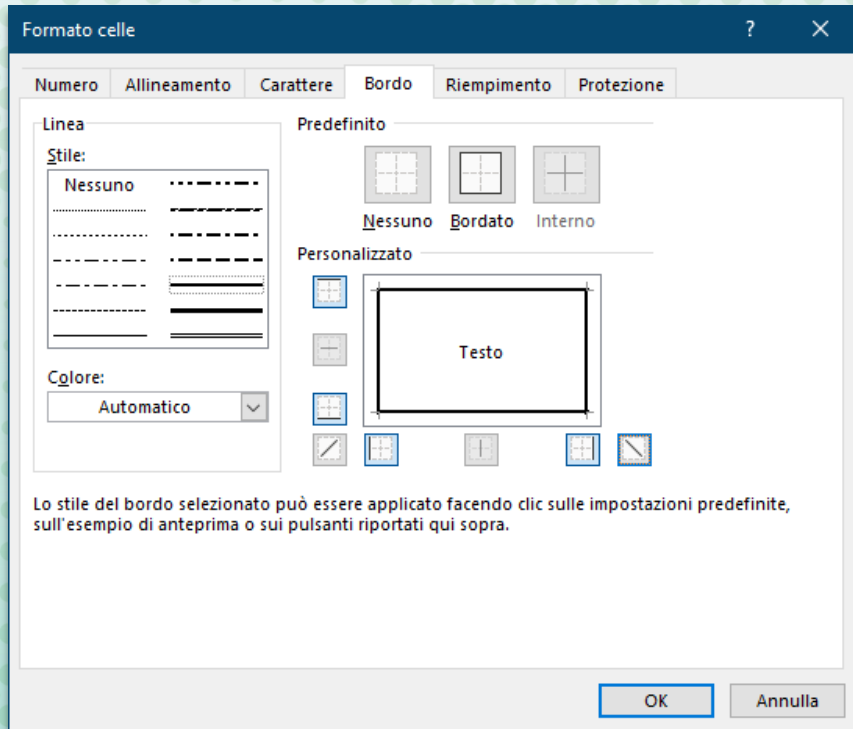 Formato celle
Numero Allineamento Carattere Bordo Riempimento Protezione
Linea
Stile:
Nessuno
Colore:
Automatico
Predefinito
Nessuno Bordato Interno
Personalizzato
Testo
Lo stile del bordo selezionato può essere applicato facendo clic sulle impostazioni predefinite,
sull'esempio di anteprima o sui pulsanti riportati qui sopra.
OK Annulla